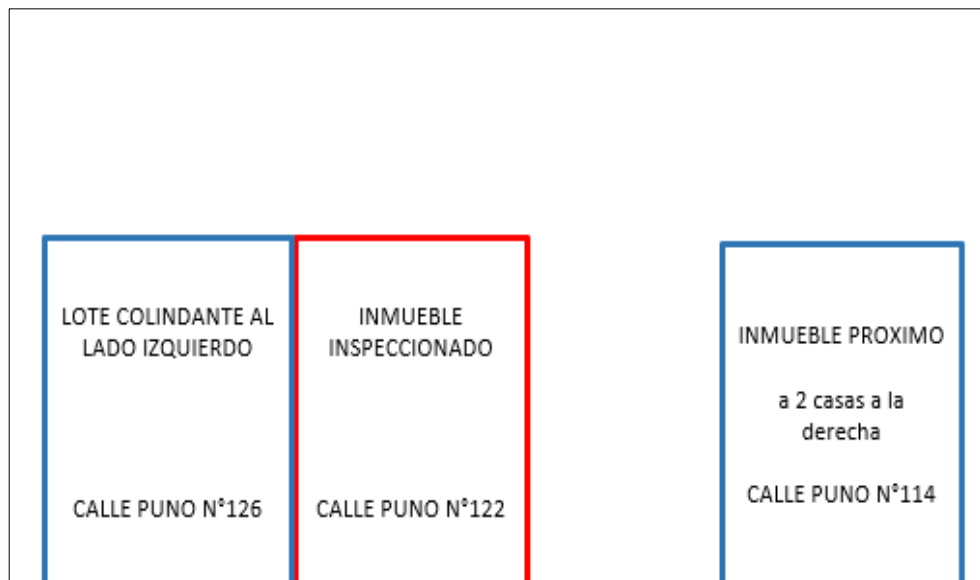 LOTE COLINDANTE AL
LADO IZQUIERDO
CALLE PUNO N°126
INMUEBLE
INSPECCIONADO
CALLE PUNO N°122
INMUEBLE PROXIMO
a 2 casas a la
derecha
CALLE PUNO N°114